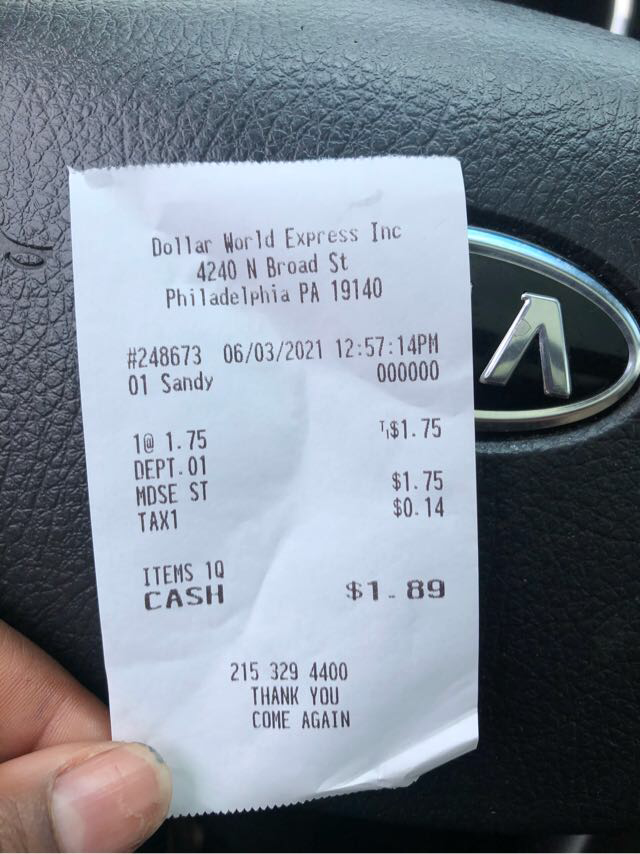 Dollar World Express Inc
4240 N Broad St
Philadelphia PA 19140
#248673 06/03/2021 12:57:14PM
01 Sandy 000000
1@ 1.75 T1$1.75
DEPT.01
MDSE ST $1.75
TAX1 $0.14
ITEMS 1Q
CASH $1.89
215 329 4400
THANK YOU
COME AGAIN